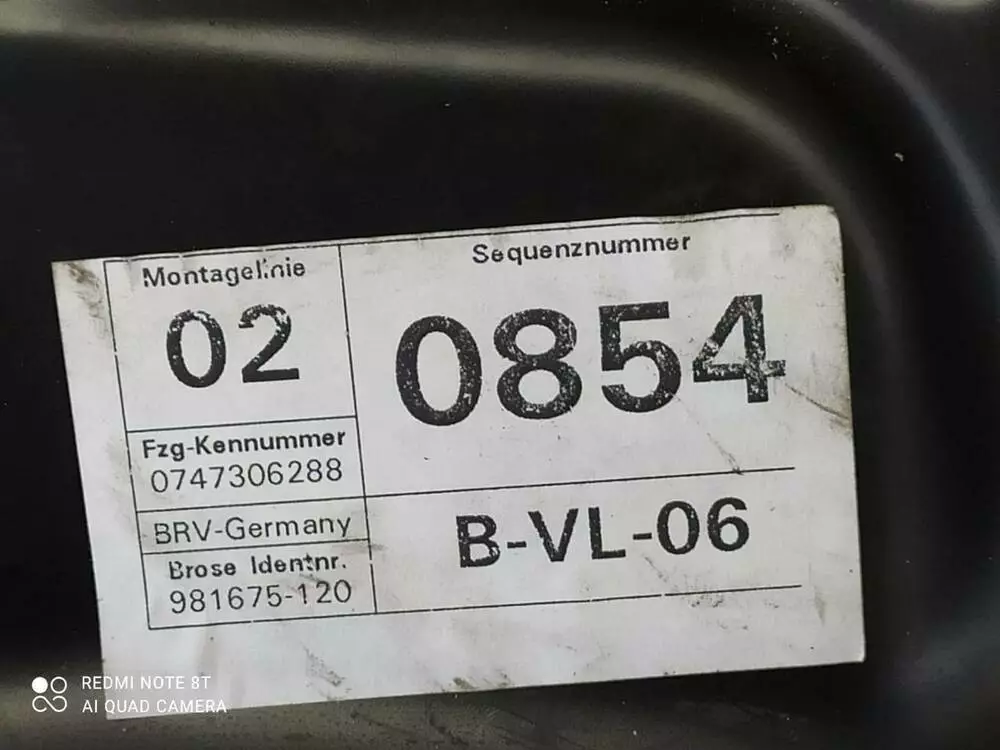 Montagelinie
02
Sequenznummer
0854
Fzg-Kennummer
0747306288
BRV-Germany
Brose Identnr.
981675-120
B-VL-06
REDMI NOTE 8T
AI QUAD CAMERA